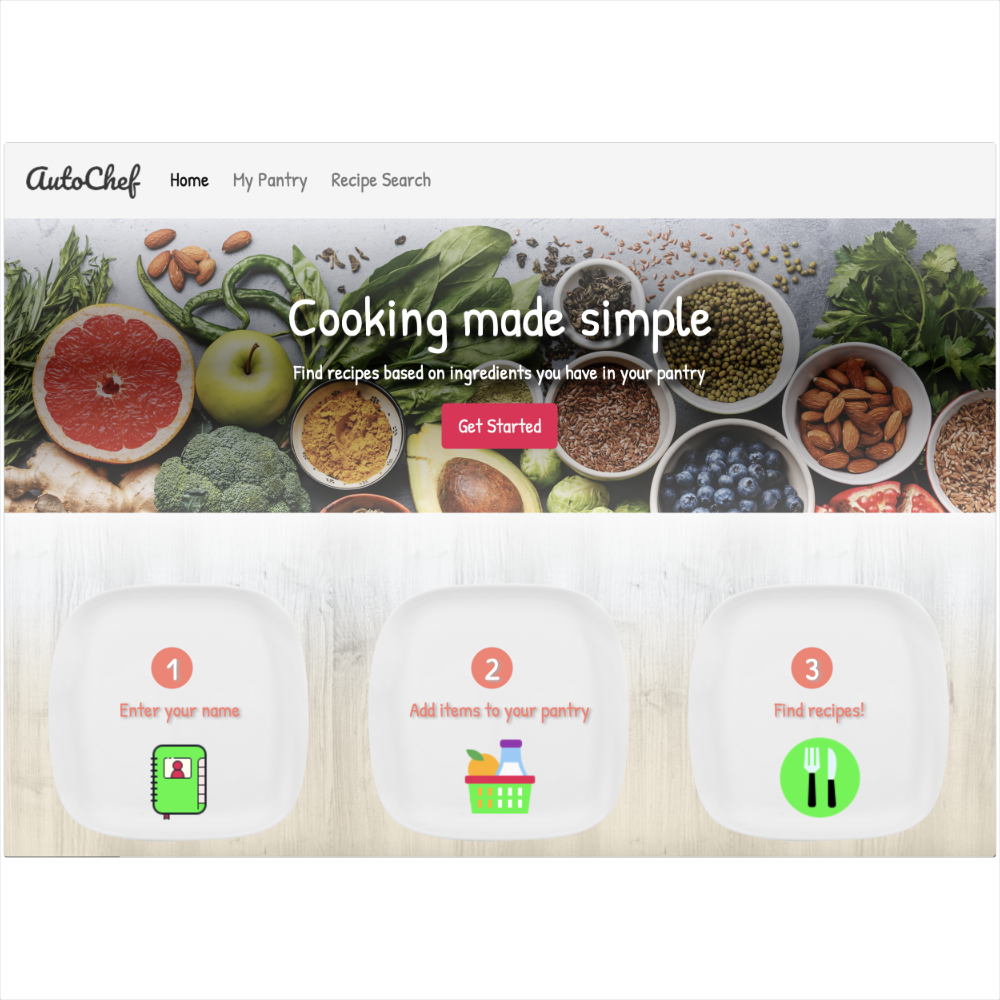 AutoChef Home My Pantry Recipe Search
Cooking made simple
Find recipes based on ingredients you have in your pantry
Get Started
1
Enter your name
2
Add items to your pantry
3
Find recipes!